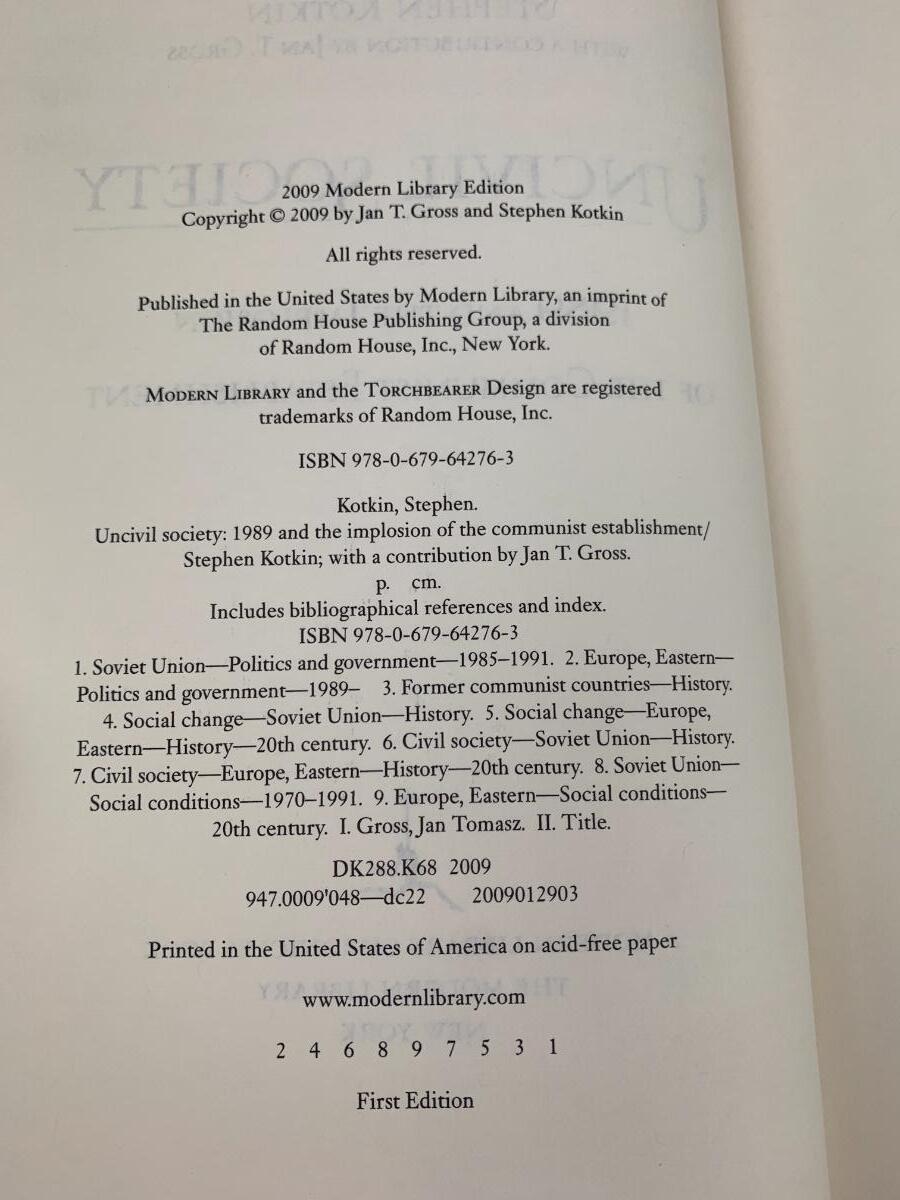 2009 Modern Library Edition
Copyright © 2009 by Jan T. Gross and Stephen Kotkin
All rights reserved.
Published in the United States by Modern Library, an imprint of
The Random House Publishing Group, a division
of Random House, Inc., New York.
MODERN LIBRARY and the TORCHBEARER Design are registered
trademarks of Random House, Inc.
ISBN 978-0-679-64276-3
Kotkin, Stephen.
Uncivil society: 1989 and the implosion of the communist establishment/
Stephen Kotkin; with a contribution by Jan T. Gross.
p. cm.
Includes bibliographical references and index.
ISBN 978-0-679-64276-3
1. Soviet Union—Politics and government—1985–1991. 2. Europe, Eastern—
Politics and government—1989– 3. Former communist countries—History.
4. Social change—Soviet Union—History. 5. Social change—Europe,
Eastern—History—20th century. 6. Civil society—Soviet Union—History.
7. Civil society—Europe, Eastern—History—20th century. 8. Soviet Union—
Social conditions—1970–1991. 9. Europe, Eastern—Social conditions—
20th century. I. Gross, Jan Tomasz. II. Title.
DK288.K68 2009
947.0009'048—dc22 2009012903
Printed in the United States of America on acid-free paper
www.modernlibrary.com
2 4 6 8 9 7 5 3 1
First Edition